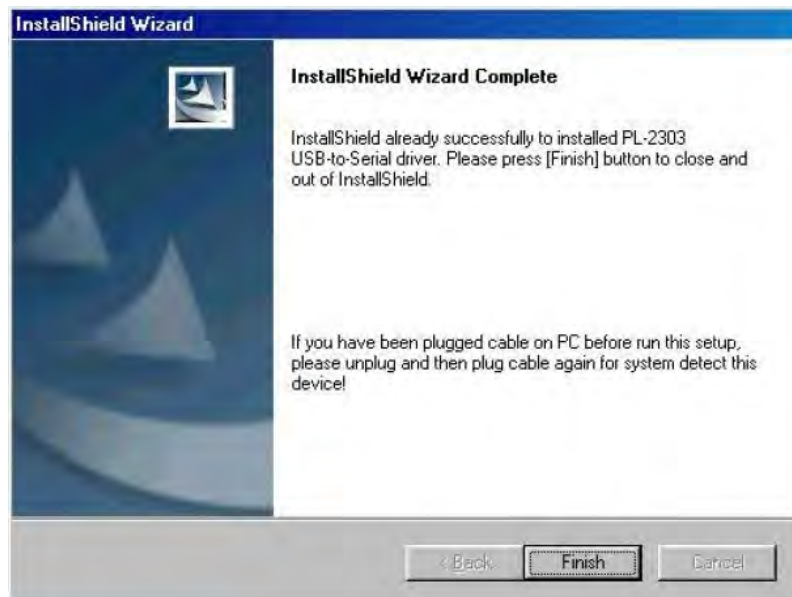 InstallShield Wizard
InstallShield Wizard Complete
InstallShield already successfully to installed PL-2303
USB-to-Serial driver. Please press [Finish] button to close and
out of InstallShield.
If you have been plugged cable on PC before run this setup,
please unplug and then plug cable again for system detect this
device!
< Back Finish Cancel